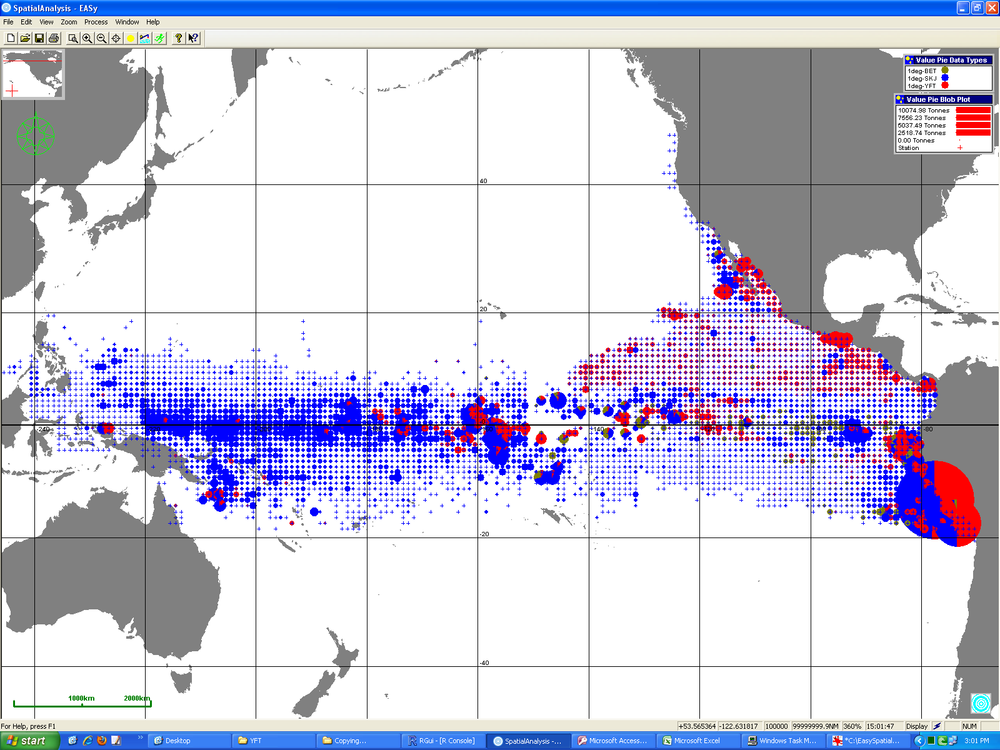 SpatialAnalysis - EASy
File Edit View Zoom Process Window Help
Value Pie Data Types
1deg-BET
1deg-SKJ
1deg-YFT
Value Pie Blob Plot
10074.98 Tonnes
7556.23 Tonnes
5037.49 Tonnes
2518.74 Tonnes
0.00 Tonnes
Station
40
20
-240
-80
-20
-40
1000km 2000km
For Help, press F1
+53.565364 -122.631817 100000 99999999.9NM 360% 15:01:47 Display NUM
start Desktop YFT Copying... RGui - [R Console] SpatialAnalysis -... Microsoft Access... Microsoft Excel Windows Task M... *C:\EasySpatial... 3:01 PM